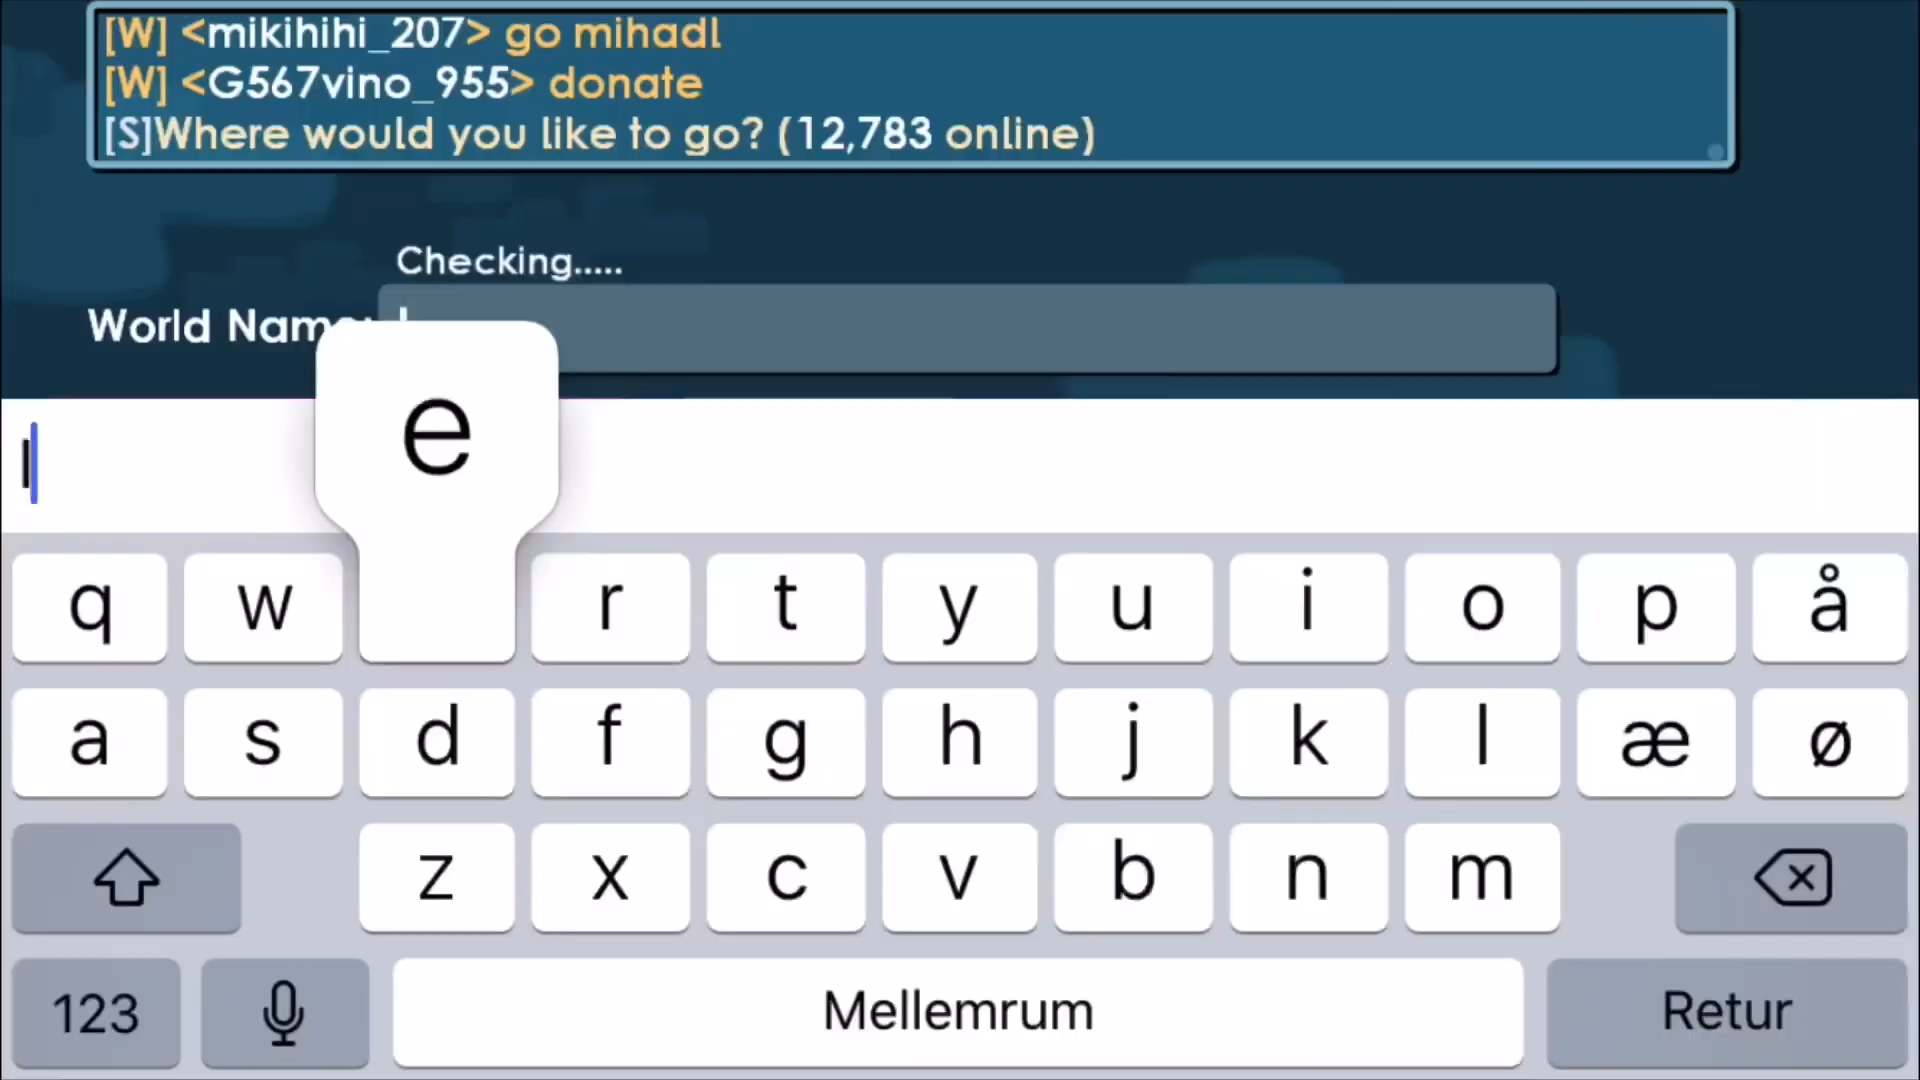 [W] <mikihihi_207> go mihadl
[W] <G567vino_955> donate
[S]Where would you like to go? (12,783 online)
Checking.....
World Name:
l
e
q w r t y u i o p å
a s d f g h j k l æ ø
z x c v b n m
123 Mellemrum Retur